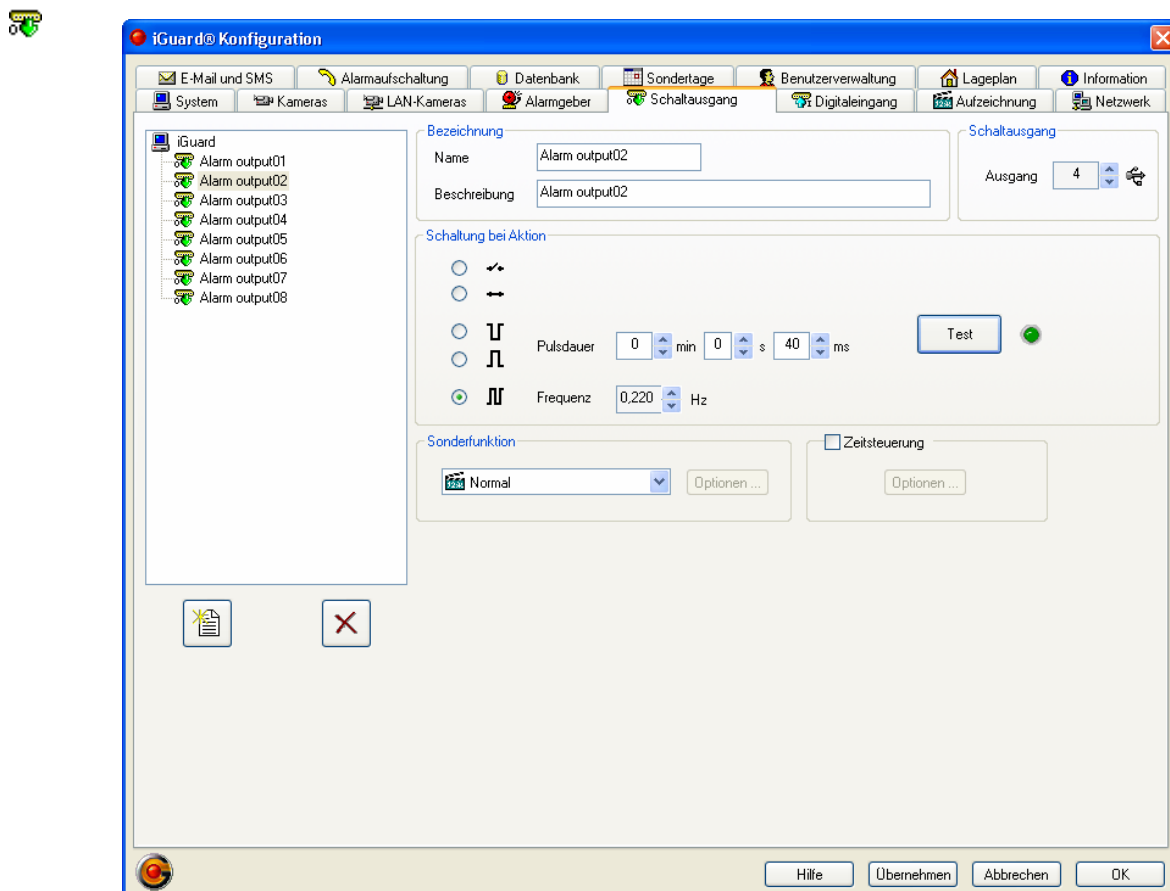 iGuard® Konfiguration
E-Mail und SMS Alarmaufschaltung Datenbank Sondertage Benutzerverwaltung Lageplan Information
System Kameras LAN-Kameras Alarmgeber Schaltausgang Digitaleingang Aufzeichnung Netzwerk
iGuard
Alarm output01
Alarm output02
Alarm output03
Alarm output04
Alarm output05
Alarm output06
Alarm output07
Alarm output08
Bezeichnung
Name Alarm output02
Beschreibung Alarm output02
Schaltausgang
Ausgang 4
Schaltung bei Aktion
Pulsdauer 0 min 0 s 40 ms
Test
Frequenz 0,220 Hz
Sonderfunktion
Normal Optionen ...
Zeitsteuerung
Optionen ...
Hilfe Übernehmen Abbrechen OK